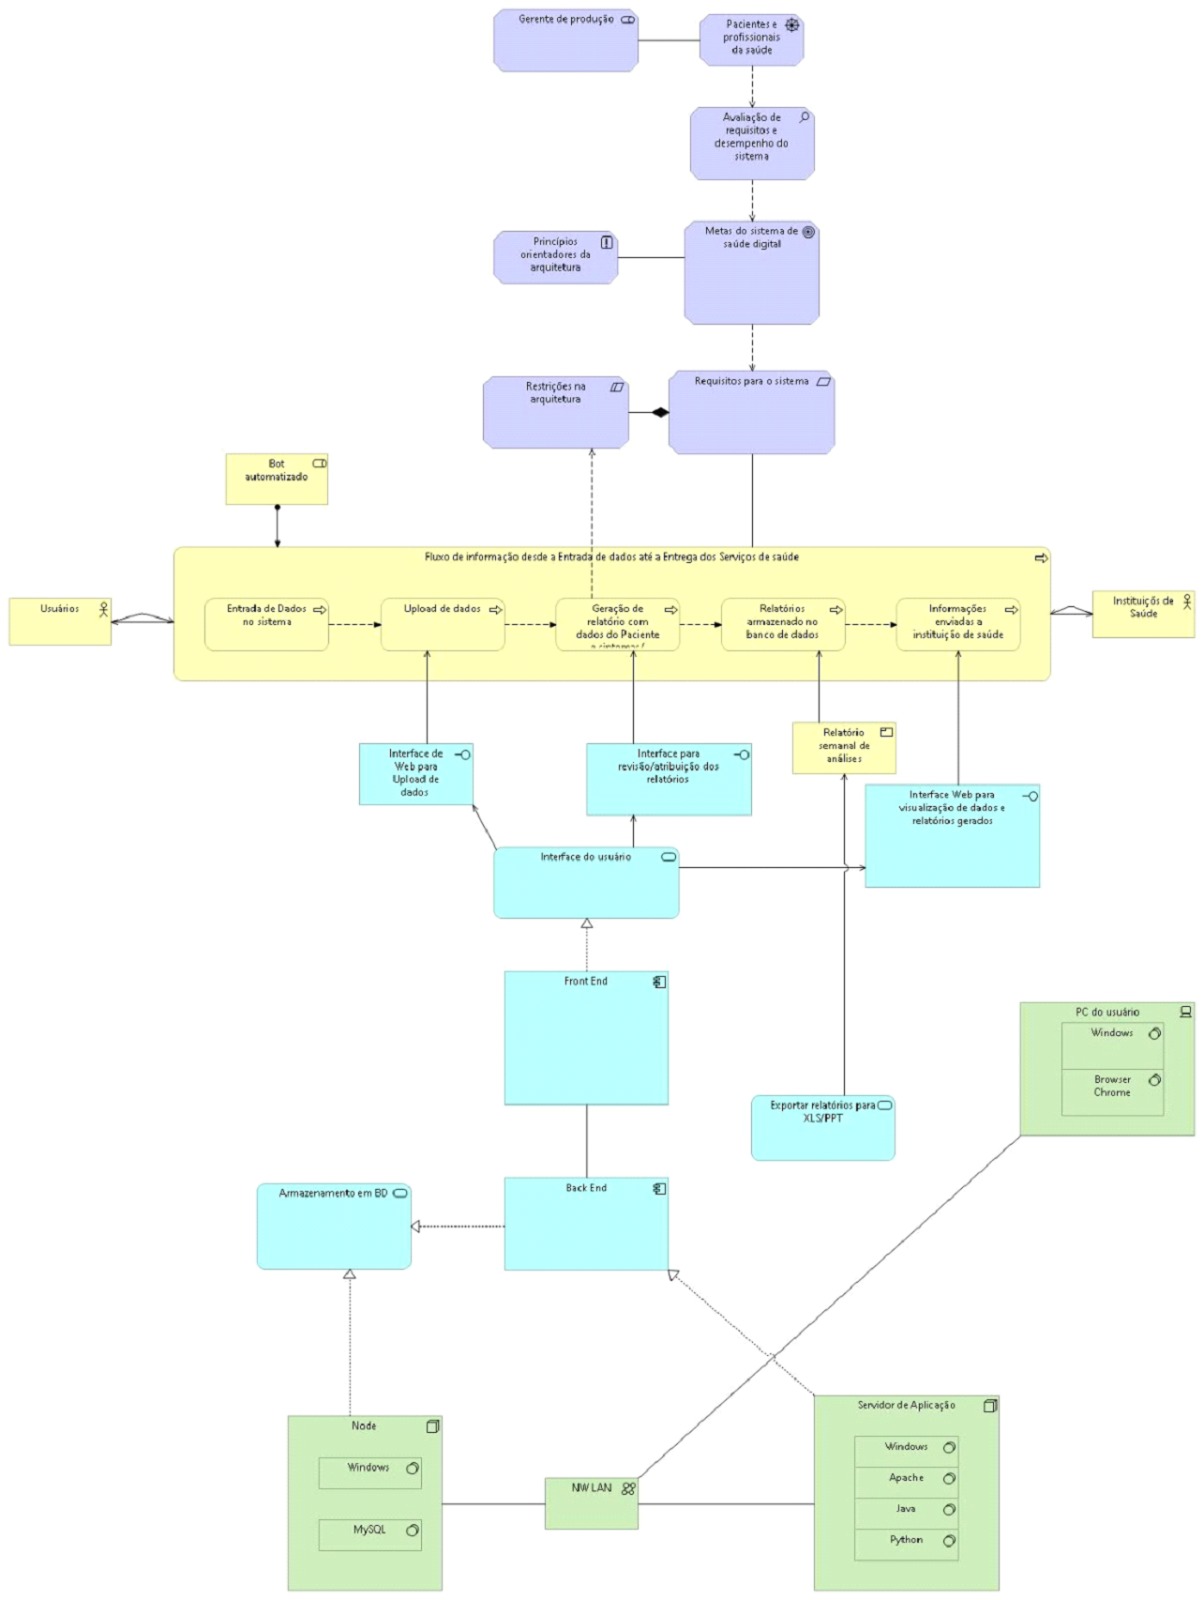 Gerente de produção
Pacientes e
profissionais
da saúde
Avaliação de
requisitos e
desempenho do
sistema
Princípios
orientadores da
arquitetura
Metas do sistema de
saúde digital
Restrições na
arquitetura
Requisitos para o sistema
Bot
automatizado
Fluxo de informação desde a Entrada de dados até a Entrega dos Serviços de saúde
Usuários
Entrada de Dados
no sistema
Upload de dados
Geração de
relatório com
dados do Paciente
Relatórios
armazenado no
banco de dados
Informações
enviadas a
instituição de saúde
Instituiçõs de
Saúde
Interface de
Web para
Upload de
dados
Interface para
revisão/atribuição dos
relatórios
Relatório
semanal de
análises
Interface Web para
visualização de dados e
relatórios gerados
Interface do usuário
Front End
PC do usuário
Windows
Browser
Chrome
Exportar relatórios para
XLS/PPT
Armazenamento em BD
Back End
Node
Windows
MySQL
NW LAN
Servidor de Aplicação
Windows
Apache
Java
Python